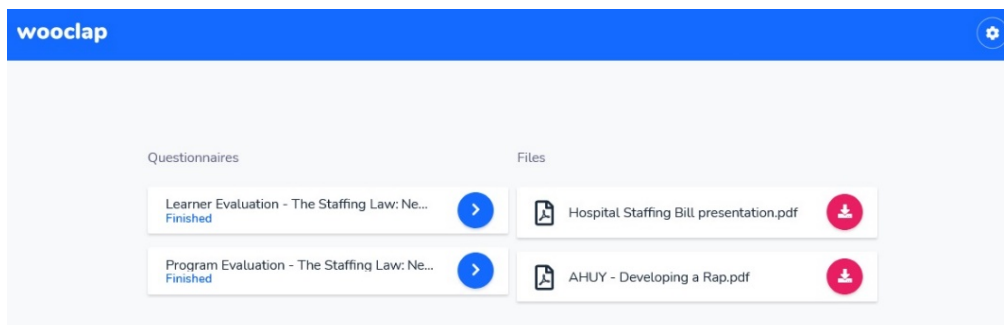 wooclap
Questionnaires
Learner Evaluation - The Staffing Law: Ne...
Finished
Program Evaluation - The Staffing Law: Ne...
Finished
Files
Hospital Staffing Bill presentation.pdf
AHUY - Developing a Rap.pdf